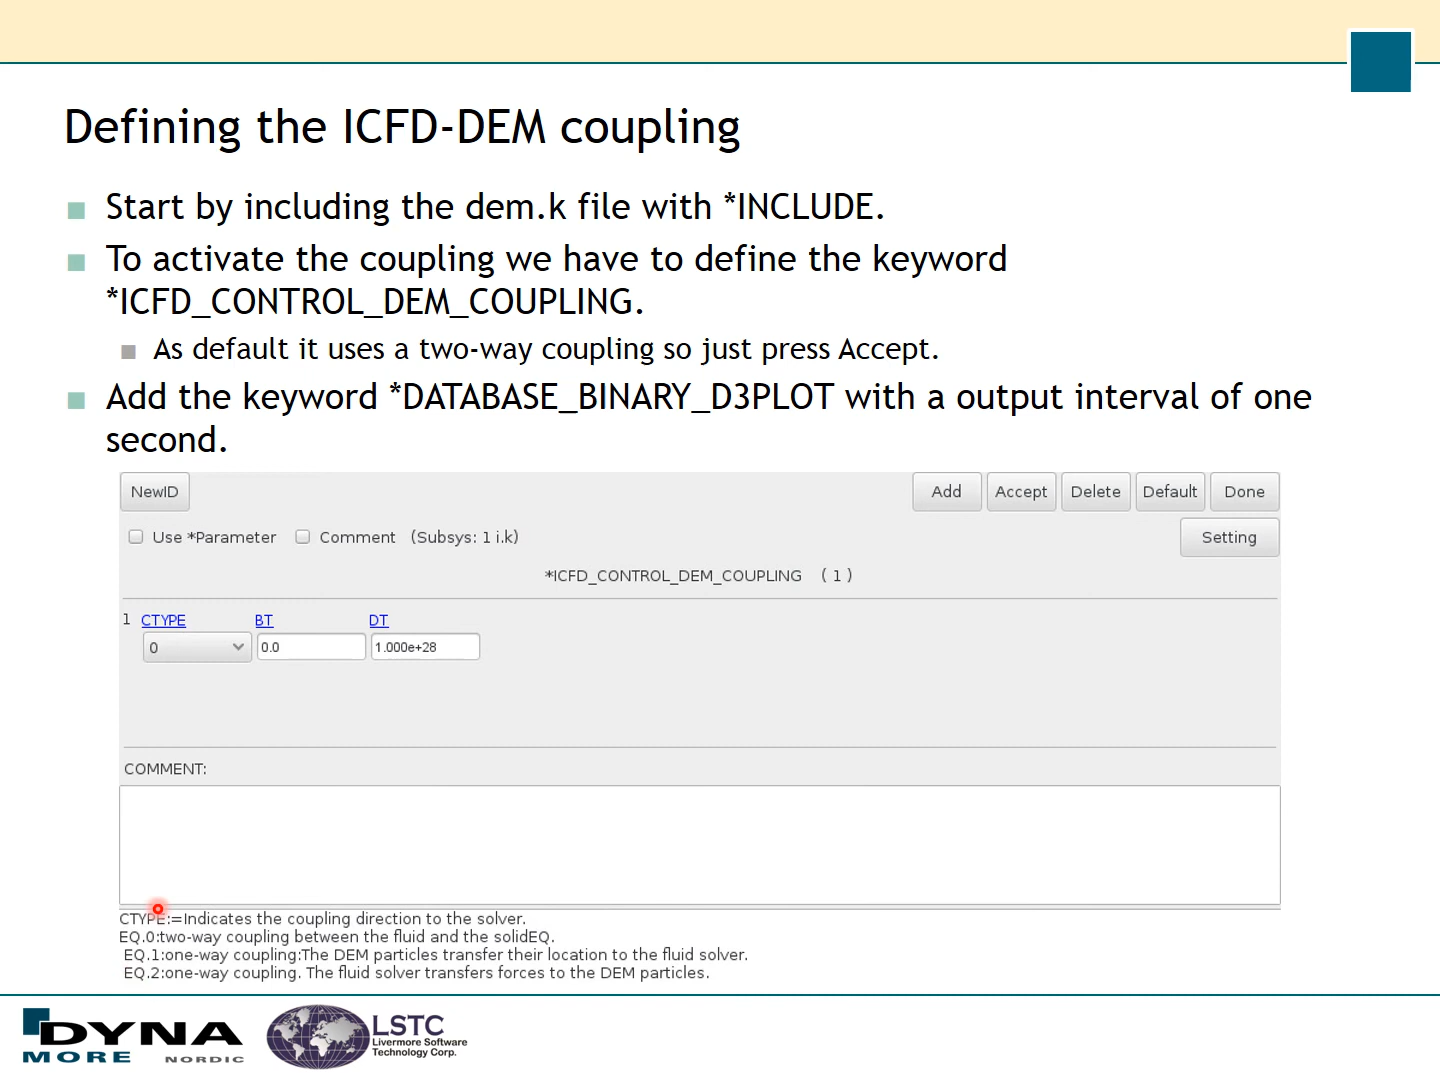 Defining the ICFD-DEM coupling
Start by including the dem.k file with *INCLUDE.
To activate the coupling we have to define the keyword
*ICFD_CONTROL_DEM_COUPLING.
As default it uses a two-way coupling so just press Accept.
Add the keyword *DATABASE_BINARY_D3PLOT with a output interval of one
second.
NewID Add Accept Delete Default Done
Use *Parameter Comment (Subsys: 1 i.k) Setting
*ICFD_CONTROL_DEM_COUPLING ( 1 )
1 CTYPE BT DT
0 0.0 1.000e+28
COMMENT:
CTYPE:=Indicates the coupling direction to the solver.
EQ.0:two-way coupling between the fluid and the solidEQ.
EQ.1:one-way coupling:The DEM particles transfer their location to the fluid solver.
EQ.2:one-way coupling. The fluid solver transfers forces to the DEM particles.
DYNA
MORE NORDIC
LSTC
Livermore Software
Technology Corp.